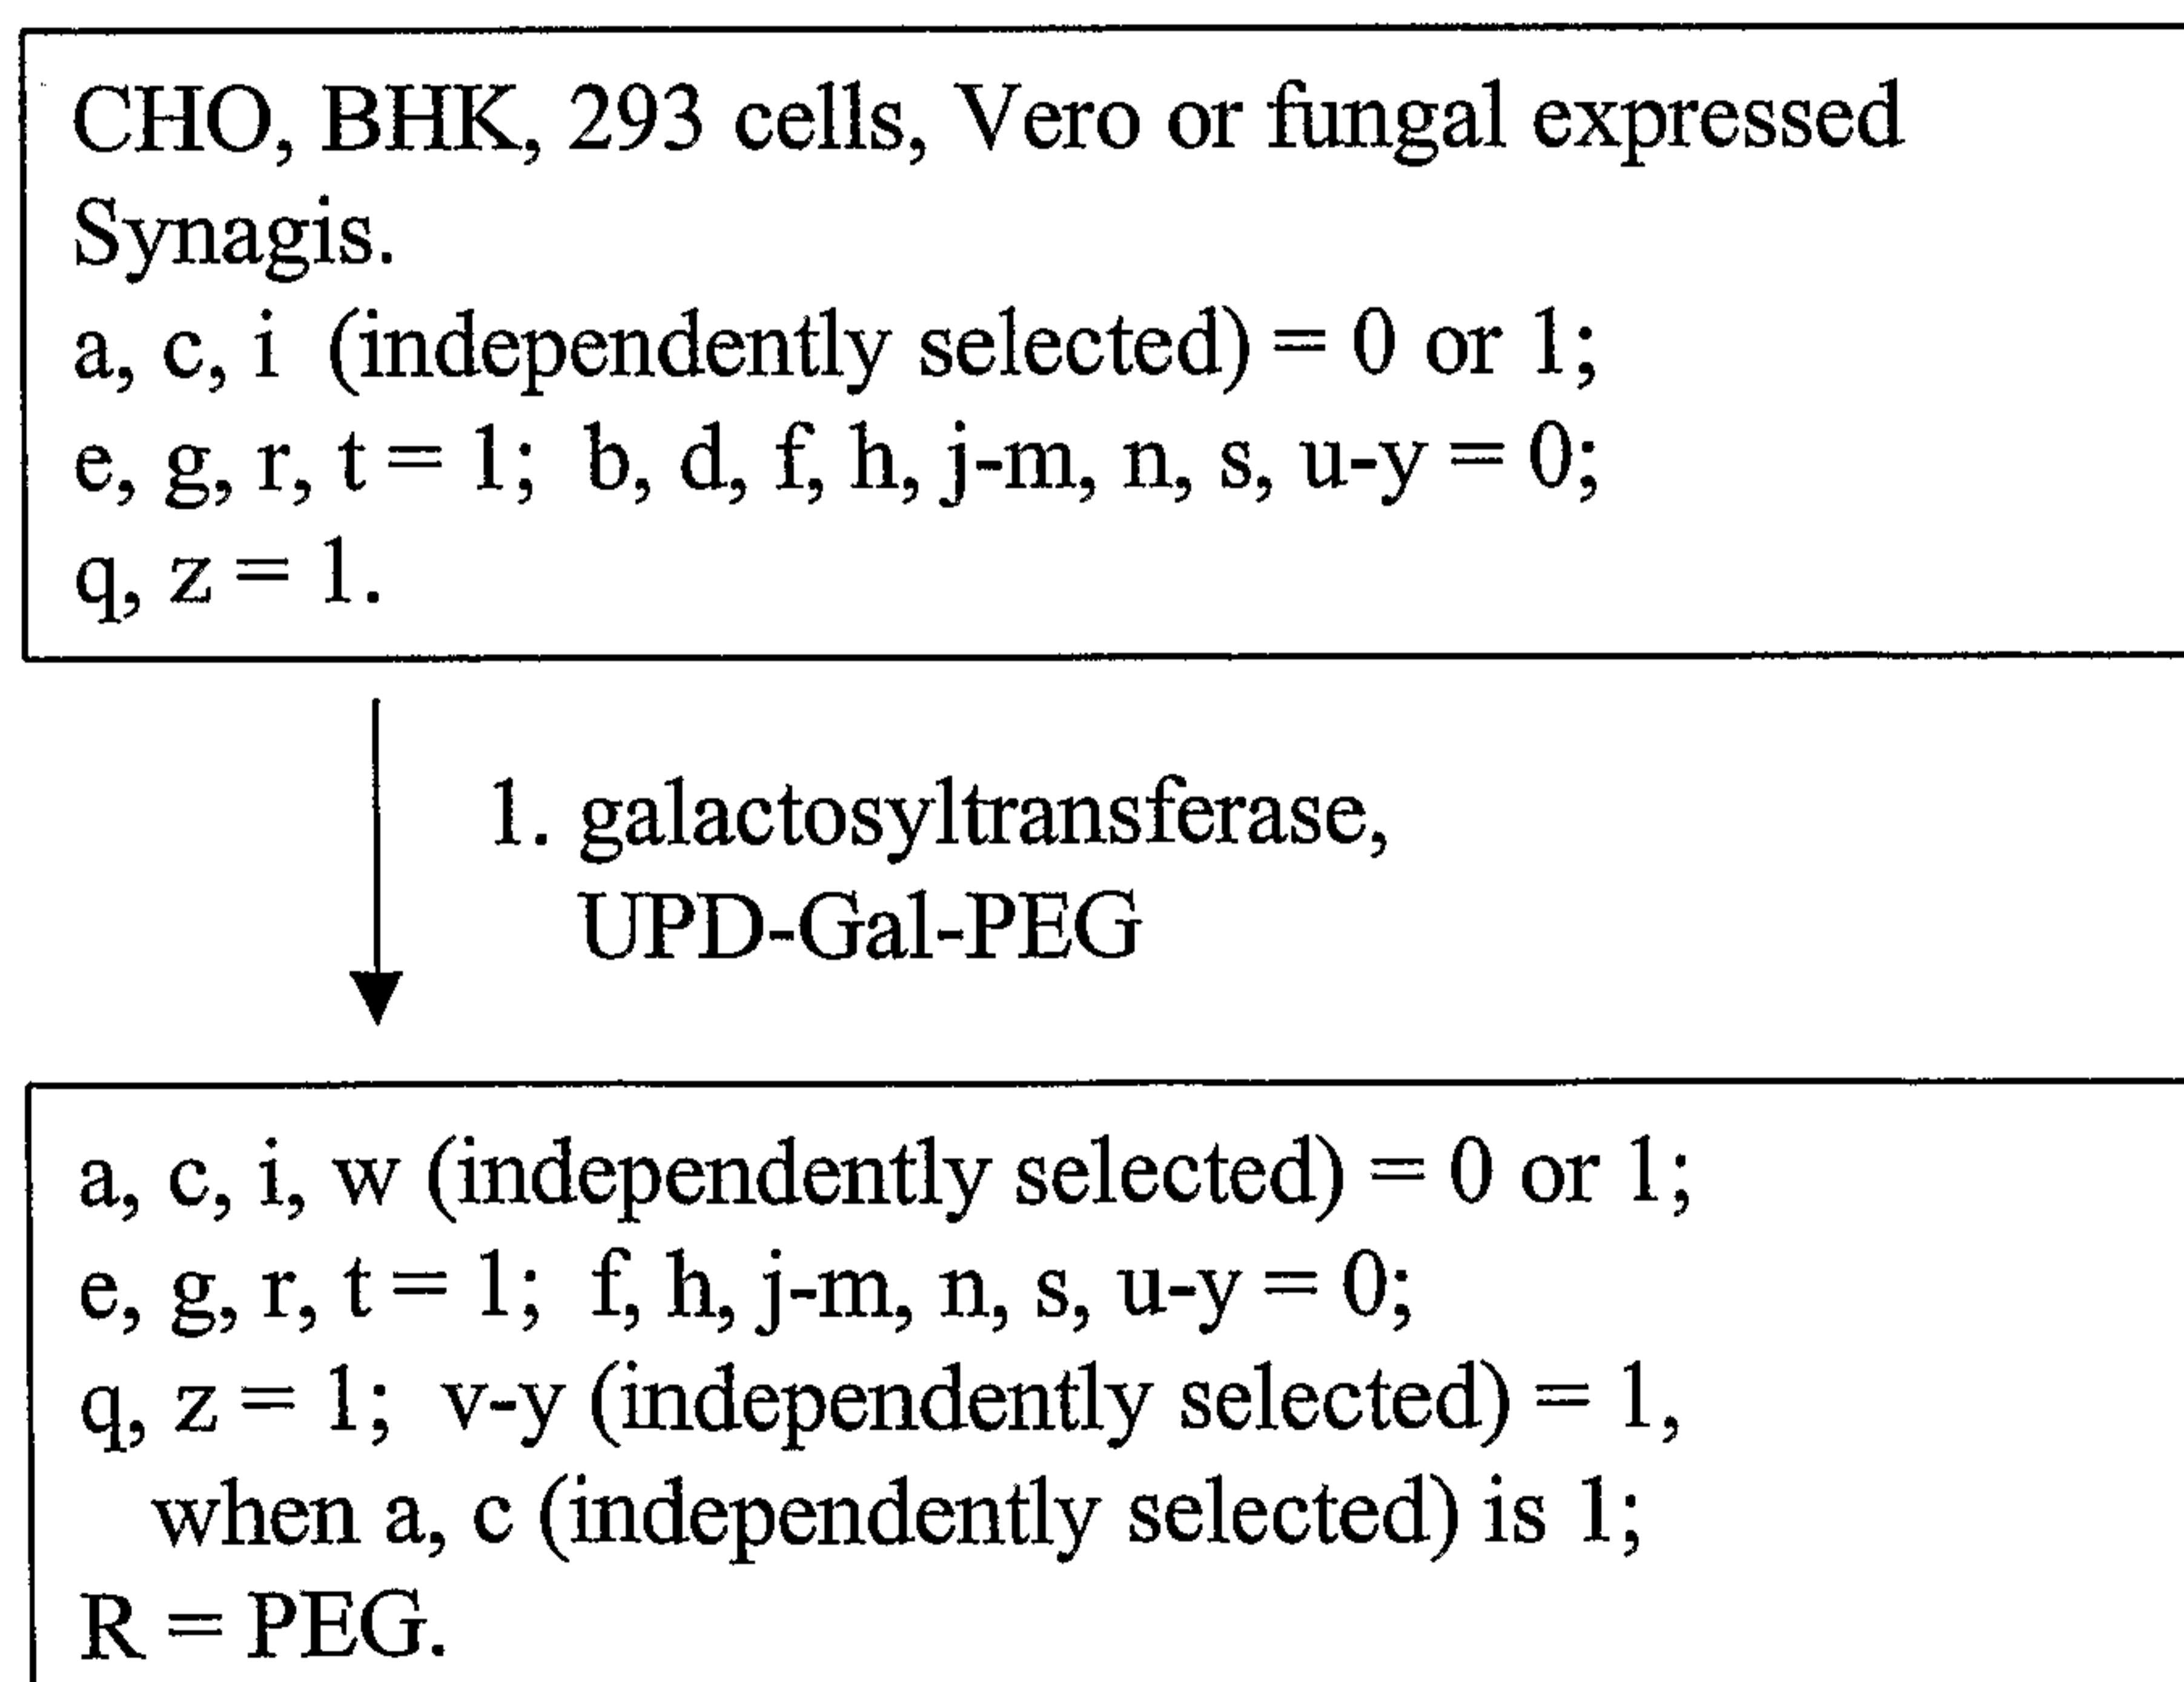 CHO, BHK, 293 cells, Vero or fungal expressed
Synagis.
a, c, i (independently selected) = 0 or 1;
e, g, r, t = 1; b, d, f, h, j-m, n, s, u-y = 0;
q, z = 1.
1. galactosyltransferase,
UPD-Gal-PEG
a, c, i, w (independently selected) = 0 or 1;
e, g, r, t = 1; f, h, j-m, n, s, u-y = 0;
q, z = 1; v-y (independently selected) = 1,
when a, c (independently selected) is 1;
R = PEG.